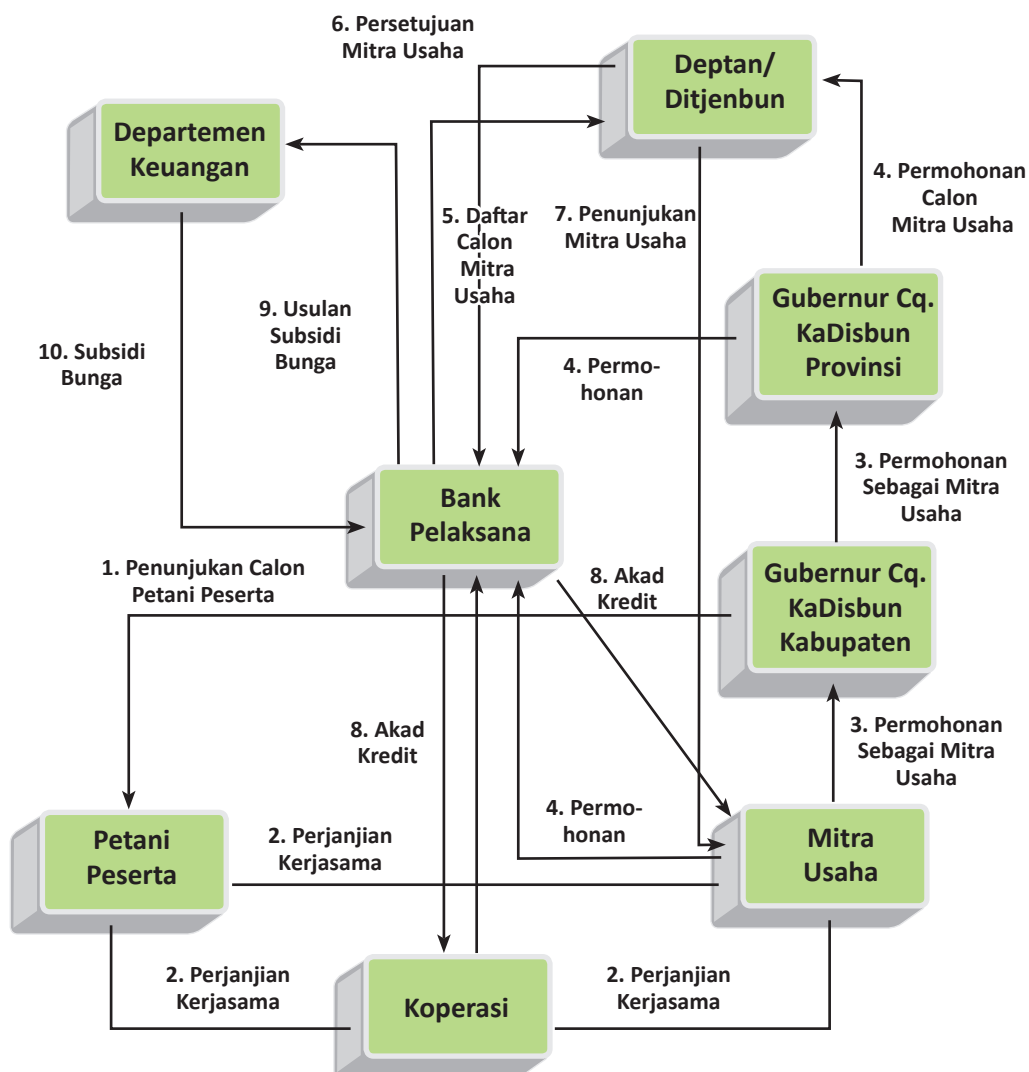 6. Persetujuan
Mitra Usaha
Deptan/
Ditjenbun
Departemen
Keuangan
4. Permohonan
Calon
Mitra Usaha
5. Daftar
Calon
Mitra
Usaha
7. Penunjukan
Mitra Usaha
Gubernur Cq.
KaDisbun
Provinsi
9. Usulan
Subsidi
Bunga
10. Subsidi
Bunga
4. Permo-
honan
3. Permohonan
Sebagai Mitra
Usaha
Bank
Pelaksana
1. Penunjukan Calon
Petani Peserta
8. Akad
Kredit
Gubernur Cq.
KaDisbun
Kabupaten
8. Akad
Kredit
3. Permohonan
Sebagai Mitra
Usaha
Petani
Peserta
2. Perjanjian
Kerjasama
4. Permo-
honan
Mitra
Usaha
2. Perjanjian
Kerjasama
Koperasi
2. Perjanjian
Kerjasama